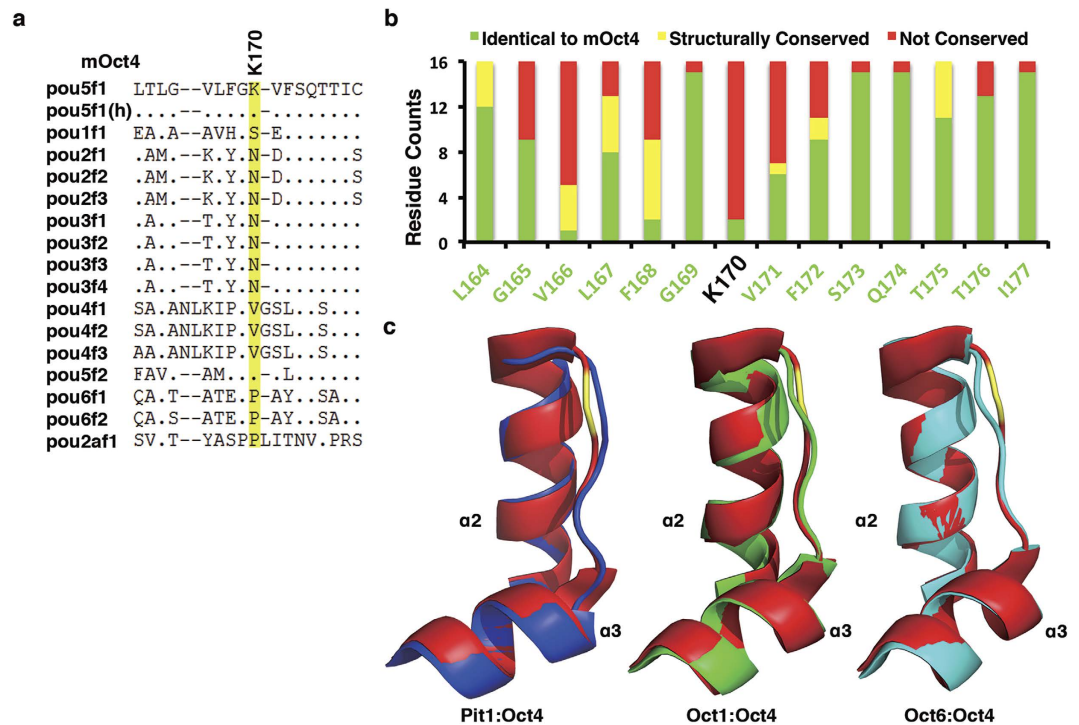 a
mOct4
K170
pou5f1 LTLG--VLFGK-VFSQTTIC
pou5f1(h) ....--.....-........
pou1f1 EA.A--AVH.S-E.......
pou2f1 .AM.--K.Y.N-D......S
pou2f2 .AM.--K.Y.N-D......S
pou2f3 .AM.--K.Y.N-D......S
pou3f1 .A..--T.Y.N-........
pou3f2 .A..--T.Y.N-........
pou3f3 .A..--T.Y.N-........
pou3f4 .A..--T.Y.N-........
pou4f1 SA.ANLKIP.VGSL..S...
pou4f2 SA.ANLKIP.VGSL..S...
pou4f3 AA.ANLKIP.VGSL..S...
pou5f2 FAV.--AM...-.L......
pou6f1 QA.T--ATE.P-AY..SA..
pou6f2 QA.S--ATE.P-AY..SA..
pou2af1 SV.T--YASPPLITNV.PRS
b
Identical to mOct4 Structurally Conserved Not Conserved
Residue Counts
16
12
8
4
0
L164 G165 V166 L167 F168 G169 K170 V171 F172 S173 Q174 T175 T176 I177
c
α2 α2 α2
α3 α3 α3
Pit1:Oct4 Oct1:Oct4 Oct6:Oct4